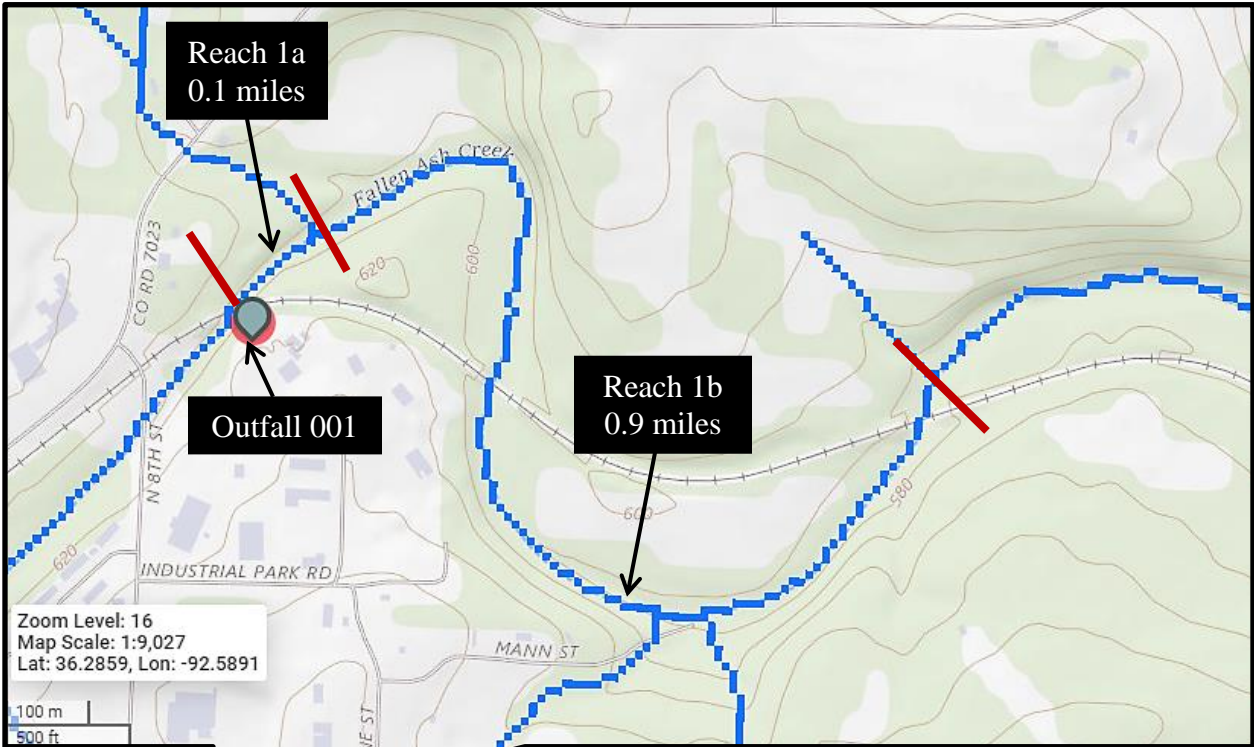 Reach 1a
0.1 miles
Fallen Ash Creek
CO RD 7023
620
600
Outfall 001
Reach 1b
0.9 miles
N 8TH ST
600
580
620
INDUSTRIAL PARK RD
MANN ST
Zoom Level: 16
Map Scale: 1:9,027
Lat: 36.2859, Lon: -92.5891
100 m
500 ft
NE ST